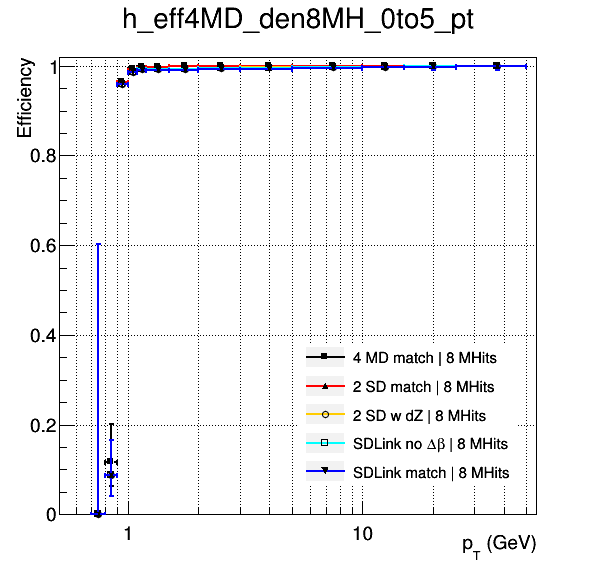 h_eff4MD_den8MH_0to5_pt
Efficiency
1
0.8
0.6
0.4
0.2
0
4 MD match | 8 MHits
2 SD match | 8 MHits
2 SD w dZ | 8 MHits
SDLink no Δβ | 8 MHits
SDLink match | 8 MHits
1
10
p_T (GeV)